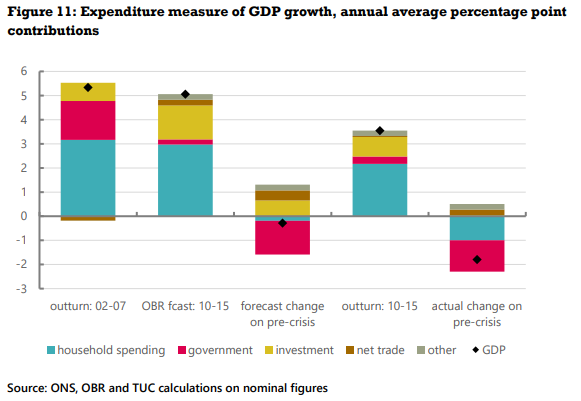 Figure 11: Expenditure measure of GDP growth, annual average percentage point
contributions
6
5
4
3
2
1
0
-1
-2
-3
outturn: 02-07
OBR fcast: 10-15
forecast change
on pre-crisis
outturn: 10-15
actual change on
pre-crisis
household spending
government
investment
net trade
other
GDP
Source: ONS, OBR and TUC calculations on nominal figures